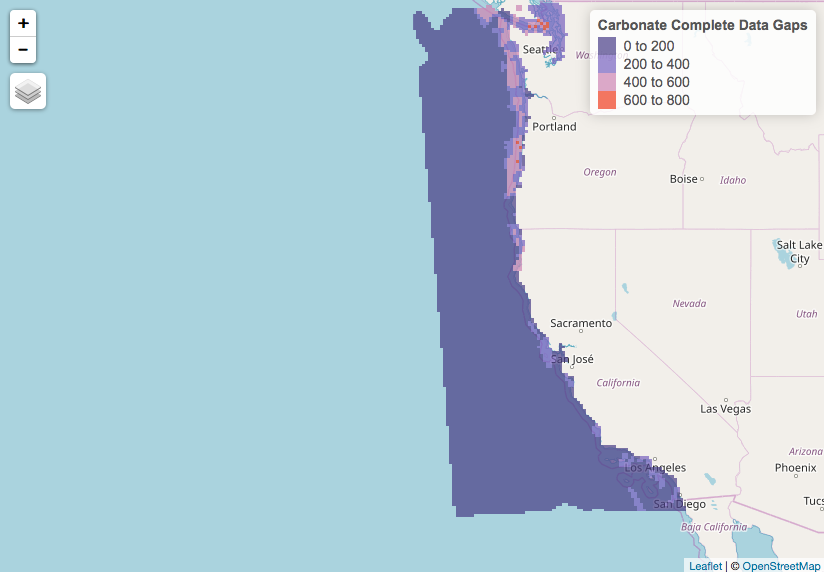 +
−
Carbonate Complete Data Gaps
0 to 200
200 to 400
400 to 600
600 to 800
Seattle
Portland
Oregon
Boise
Idaho
Salt Lake
City
Nevada
Utah
Sacramento
San José
California
Las Vegas
Los Angeles
Arizona
Phoenix
San Diego
Baja California
Leaflet | © OpenStreetMap